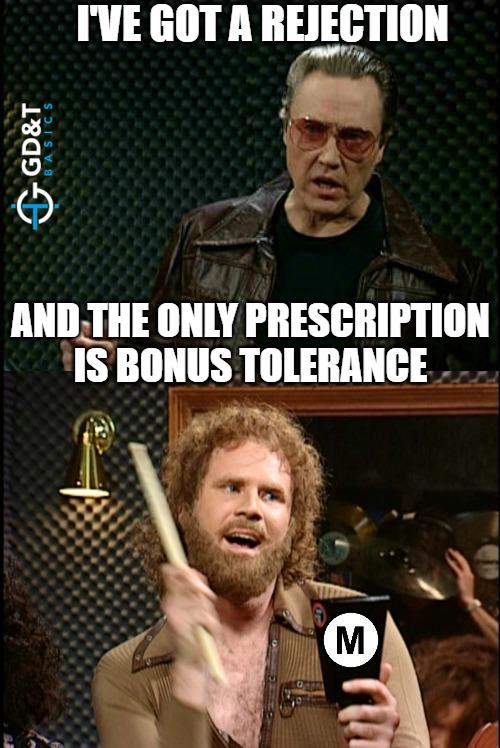 I'VE GOT A REJECTION
GD&T
BASICS
AND THE ONLY PRESCRIPTION
IS BONUS TOLERANCE
M